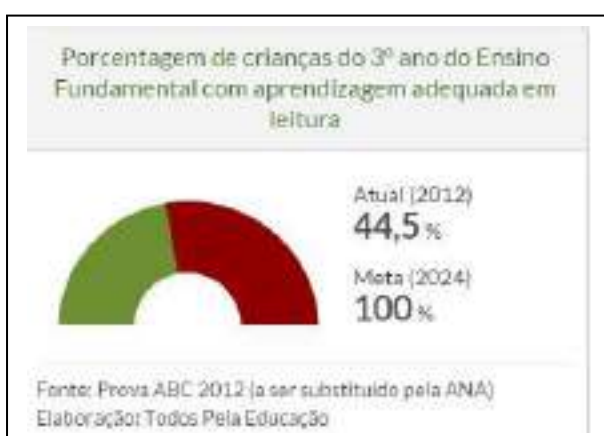 Porcentagem de crianças do 3º ano do Ensino
Fundamental com aprendizagem adequada em
leitura
Atual (2012)
44,5 %
Meta (2024)
100 %
Fonte: Prova ABC 2012 (a ser substituído pela ANA)
Elaboração: Todos Pela Educação